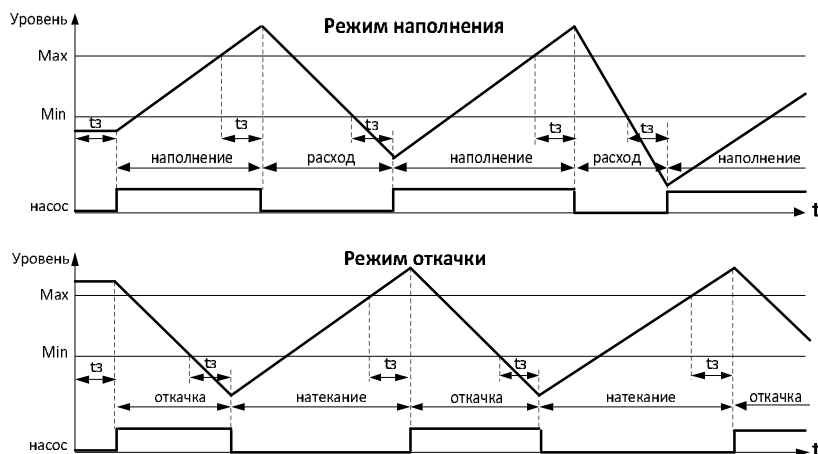 Уровень
Режим наполнения
Max
Min
tз tз tз tз tз
наполнение расход наполнение расход наполнение
насос
t
Уровень
Режим откачки
Max
Min
tз tз tз tз tз
откачка натекание откачка натекание откачка
насос
t